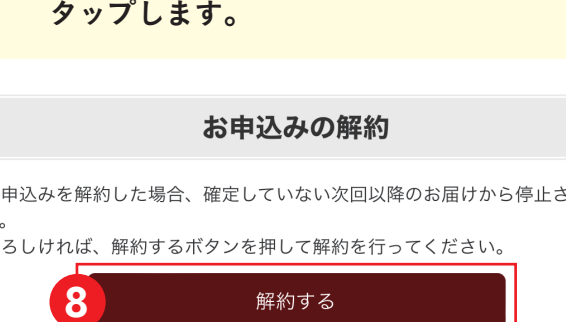 タップします。
お申込みの解約
申込みを解約した場合、確定していない次回以降のお届けから停止さ
。
ろしければ、解約するボタンを押して解約を行ってください。
8
解約する